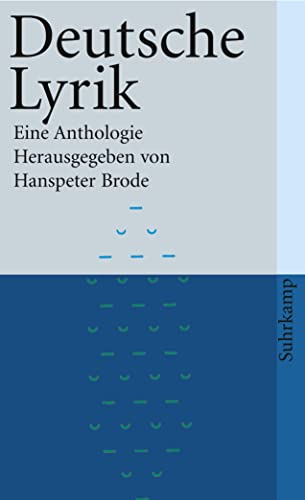 Deutsche
Lyrik
Eine Anthologie
Herausgegeben von
Hanspeter Brode
Suhrkamp